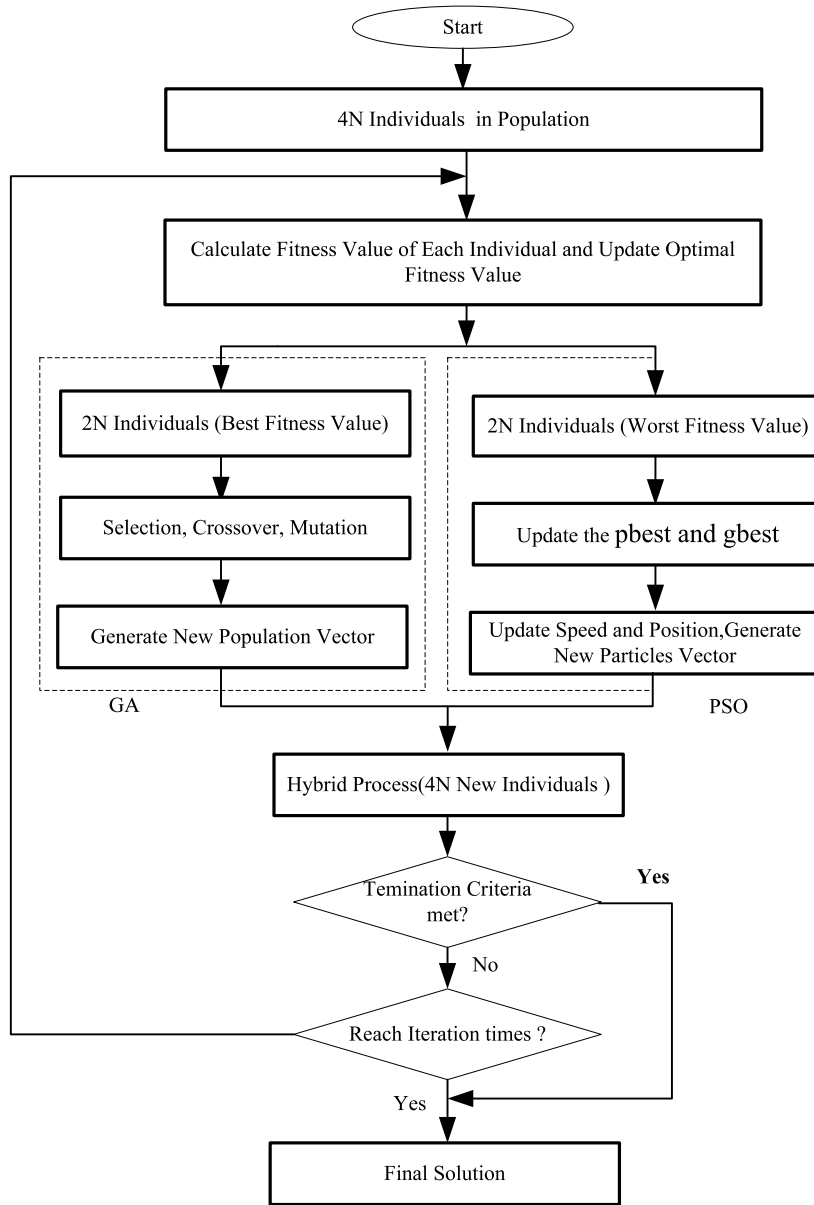 Start
4N Individuals in Population
Calculate Fitness Value of Each Individual and Update Optimal
Fitness Value
2N Individuals (Best Fitness Value)
Selection, Crossover, Mutation
Generate New Population Vector
GA
2N Individuals (Worst Fitness Value)
Update the pbest and gbest
Update Speed and Position,Generate
New Particles Vector
PSO
Hybrid Process(4N New Individuals )
Temination Criteria
met?
Yes
No
Reach Iteration times ?
Yes
Final Solution